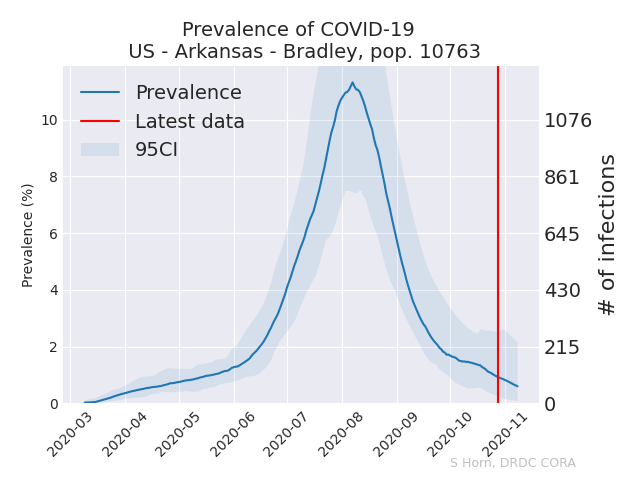 Prevalence of COVID-19
US - Arkansas - Bradley, pop. 10763
Prevalence
Latest data
95CI
Prevalence (%)
10
8
6
4
2
0
1076
861
645
430
215
0
# of infections
2020-03
2020-04
2020-05
2020-06
2020-07
2020-08
2020-09
2020-10
2020-11
S Horn, DRDC CORA